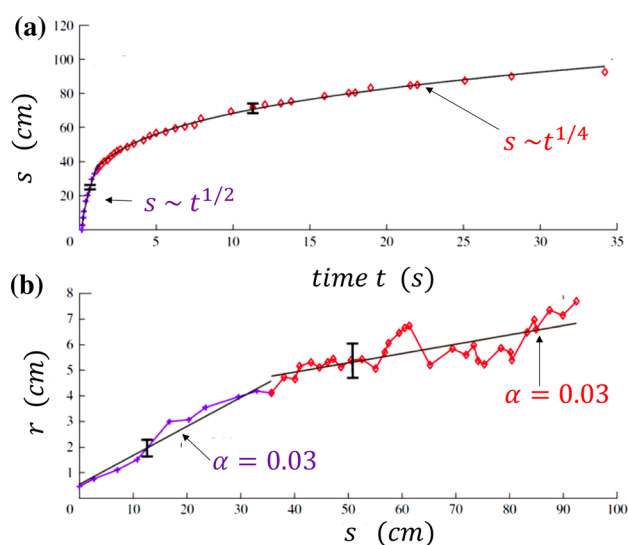 (a)
120
100
80
60
40
20
0
s (cm)
s ~ t^{1/4}
s ~ t^{1/2}
0 5 10 15 20 25 30 35
time t (s)
(b)
8
7
6
5
4
3
2
1
0
r (cm)
α = 0.03
α = 0.03
0 10 20 30 40 50 60 70 80 90 100
s (cm)